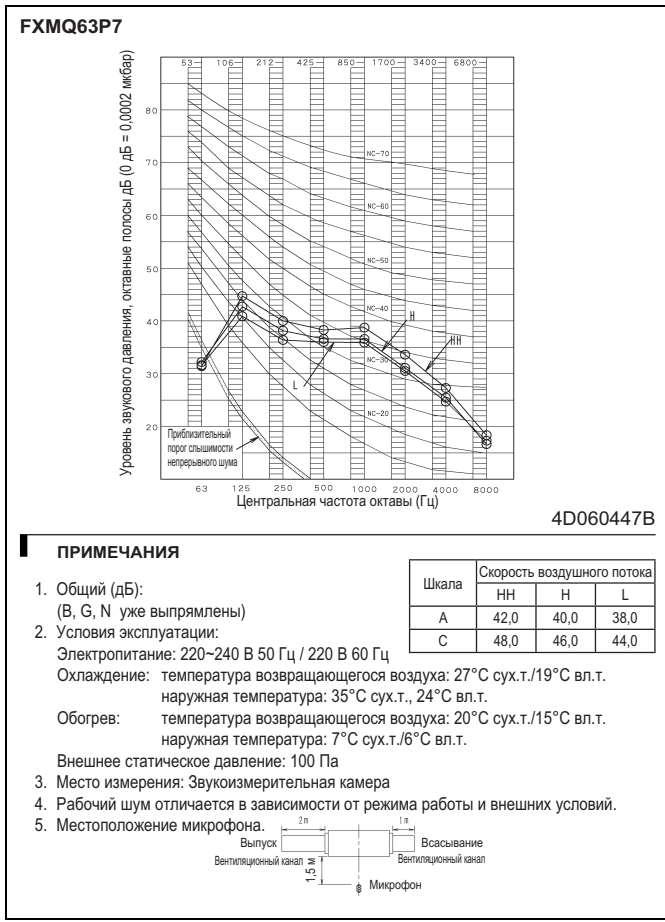 FXMQ63P7
Уровень звукового давления, октавные полосы дБ (0 дБ = 0,0002 мкбар)
53 106 212 425 850 1700 3400 6800
80
70
60
50
40
30
20
NC-70
NC-60
NC-50
NC-40
NC-30
NC-20
H
HH
L
Приблизительный
порог слышимости
непрерывного шума
63 125 250 500 1000 2000 4000 8000
Центральная частота октавы (Гц)
4D060447B
ПРИМЕЧАНИЯ
1. Общий (дБ):
(B, G, N уже выпрямлены)
Шкала Скорость воздушного потока
HH H L
A 42,0 40,0 38,0
C 48,0 46,0 44,0
2. Условия эксплуатации:
Электропитание: 220~240 В 50 Гц / 220 В 60 Гц
Охлаждение: температура возвращающегося воздуха: 27°C сух.т./19°C вл.т.
наружная температура: 35°C сух.т., 24°C вл.т.
Обогрев: температура возвращающегося воздуха: 20°C сух.т./15°C вл.т.
наружная температура: 7°C сух.т./6°C вл.т.
Внешнее статическое давление: 100 Па
3. Место измерения: Звукоизмерительная камера
4. Рабочий шум отличается в зависимости от режима работы и внешних условий.
5. Местоположение микрофона.
2m 1m
Выпуск Всасывание
Вентиляционный канал Вентиляционный канал
1,5 м
Микрофон